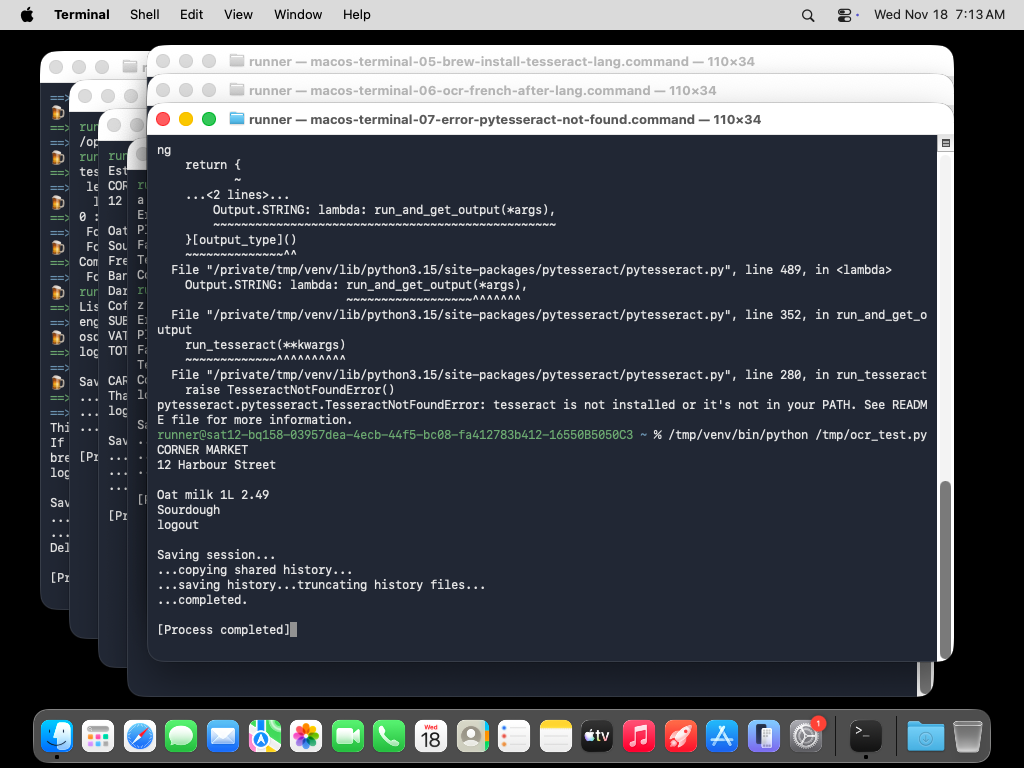 Terminal Shell Edit View Window Help Wed Nov 18 7:13 AM
runner — macos-terminal-05-brew-install-tesseract-lang.command — 110×34
runner — macos-terminal-06-ocr-french-after-lang.command — 110×34
runner — macos-terminal-07-error-pytesseract-not-found.command — 110×34
ng
    return {
           ~
    ...<2 lines>...
        Output.STRING: lambda: run_and_get_output(*args),
        ~~~~~~~~~~~~~~~~~~~~~~~~~~~~~~~~~~~~~~~~~~~~~~~~~
    }[output_type]()
    ~~~~~~~~~~~~~^^
  File "/private/tmp/venv/lib/python3.15/site-packages/pytesseract/pytesseract.py", line 489, in <lambda>
    Output.STRING: lambda: run_and_get_output(*args),
                           ~~~~~~~~~~~~~~~~~~^^^^^^^
  File "/private/tmp/venv/lib/python3.15/site-packages/pytesseract/pytesseract.py", line 352, in run_and_get_o
utput
    run_tesseract(**kwargs)
    ~~~~~~~~~~~~~^^^^^^^^^^
  File "/private/tmp/venv/lib/python3.15/site-packages/pytesseract/pytesseract.py", line 280, in run_tesseract
    raise TesseractNotFoundError()
pytesseract.pytesseract.TesseractNotFoundError: tesseract is not installed or it's not in your PATH. See READM
E file for more information.
runner@sat12-bq158-03957dea-4ecb-44f5-bc08-fa412783b412-16550B5050C3 ~ % /tmp/venv/bin/python /tmp/ocr_test.py
CORNER MARKET
12 Harbour Street

Oat milk 1L 2.49
Sourdough
logout

Saving session...
...copying shared history...
...saving history...truncating history files...
...completed.

[Process completed]
Wed
18
tv
1